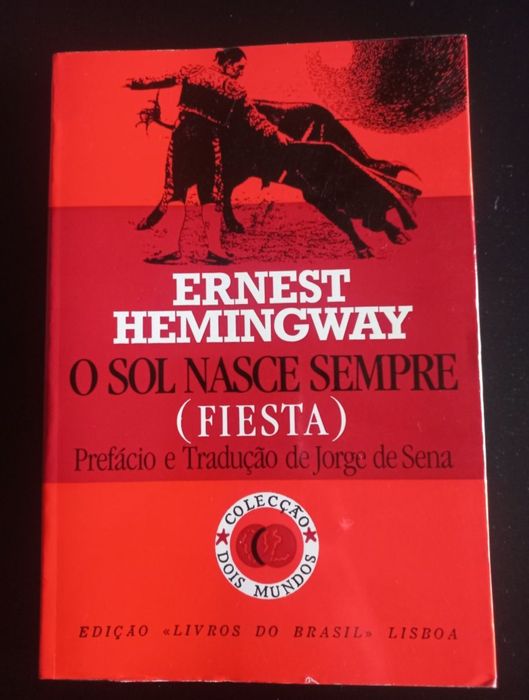 ERNEST
HEMINGWAY
O SOL NASCE SEMPRE
(FIESTA)
Prefácio e Tradução de Jorge de Sena
COLECÇÃO
DOIS MUNDOS
EDIÇÃO «LIVROS DO BRASIL» LISBOA